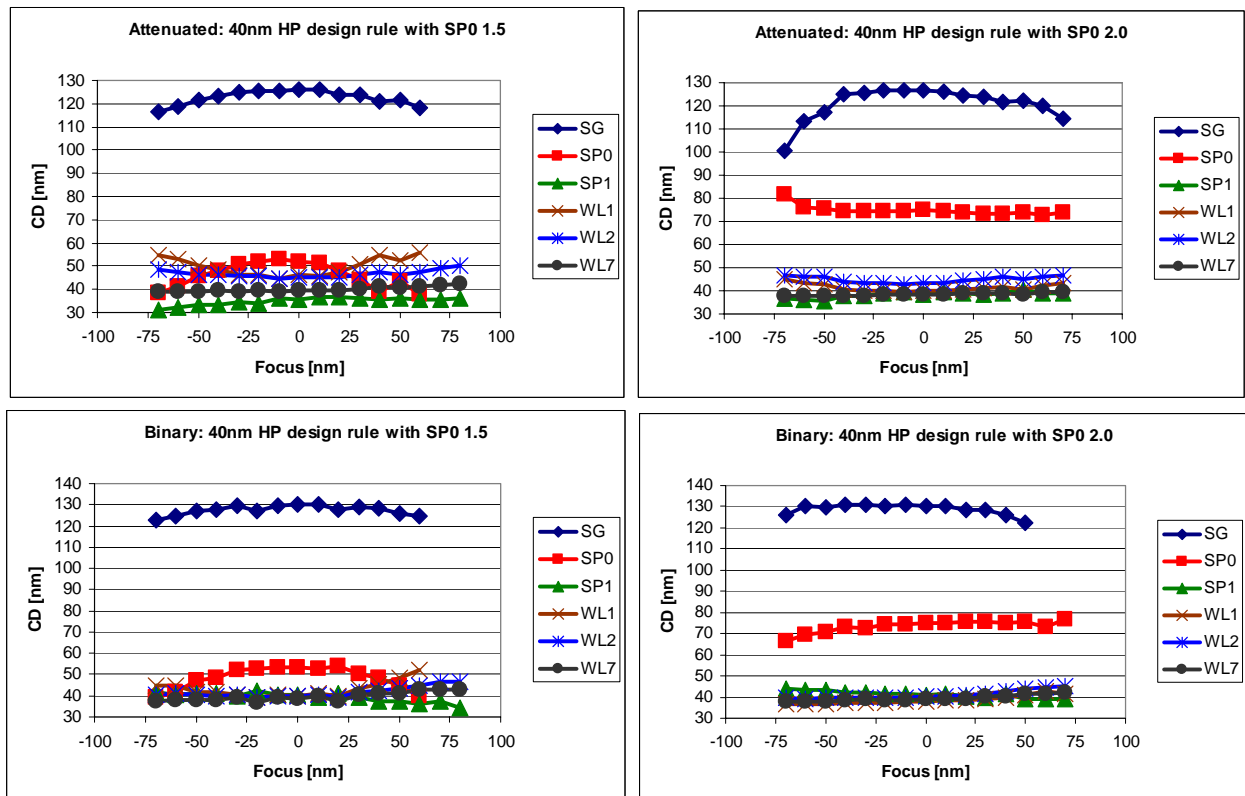 Attenuated: 40nm HP design rule with SP0 1.5
CD [nm]
130
120
110
100
90
80
70
60
50
40
30
-100 -75 -50 -25 0 25 50 75 100
Focus [nm]
SG
SP0
SP1
WL1
WL2
WL7
Attenuated: 40nm HP design rule with SP0 2.0
CD [nm]
130
120
110
100
90
80
70
60
50
40
30
-100 -75 -50 -25 0 25 50 75 100
Focus [nm]
SG
SP0
SP1
WL1
WL2
WL7
Binary: 40nm HP design rule with SP0 1.5
CD [nm]
140
130
120
110
100
90
80
70
60
50
40
30
-100 -75 -50 -25 0 25 50 75 100
Focus [nm]
SG
SP0
SP1
WL1
WL2
WL7
Binary: 40nm HP design rule with SP0 2.0
CD [nm]
140
130
120
110
100
90
80
70
60
50
40
30
-100 -75 -50 -25 0 25 50 75 100
Focus [nm]
SG
SP0
SP1
WL1
WL2
WL7